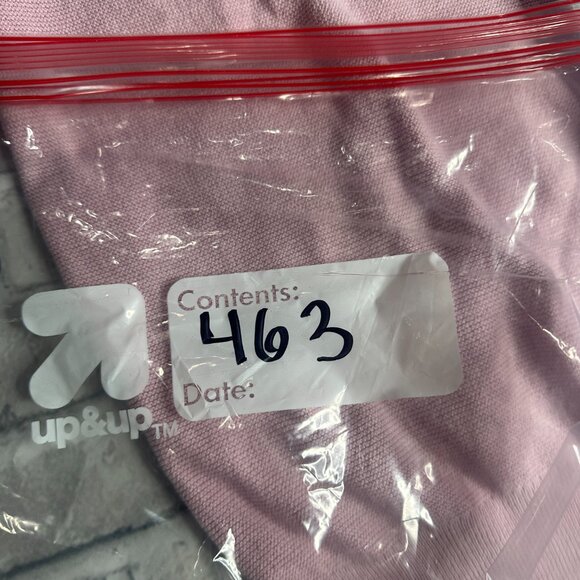 Contents:
463
Date:
up&up™